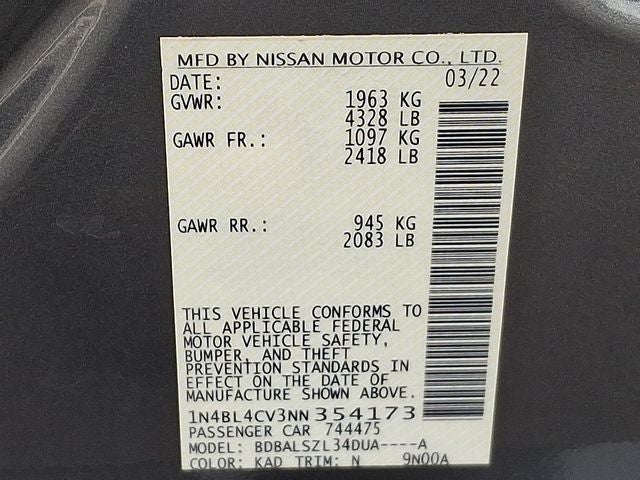 MFD BY NISSAN MOTOR CO., LTD.
DATE: 03/22
GVWR: 1963 KG
4328 LB
GAWR FR.: 1097 KG
2418 LB
GAWR RR.: 945 KG
2083 LB
THIS VEHICLE CONFORMS TO
ALL APPLICABLE FEDERAL
MOTOR VEHICLE SAFETY,
BUMPER, AND THEFT
PREVENTION STANDARDS IN
EFFECT ON THE DATE OF
MANUFACTURE SHOWN ABOVE.
1N4BL4CV3NN354173
PASSENGER CAR 744475
MODEL: BDBALSZL34DUA----A
COLOR: KAD TRIM: N 9N00A